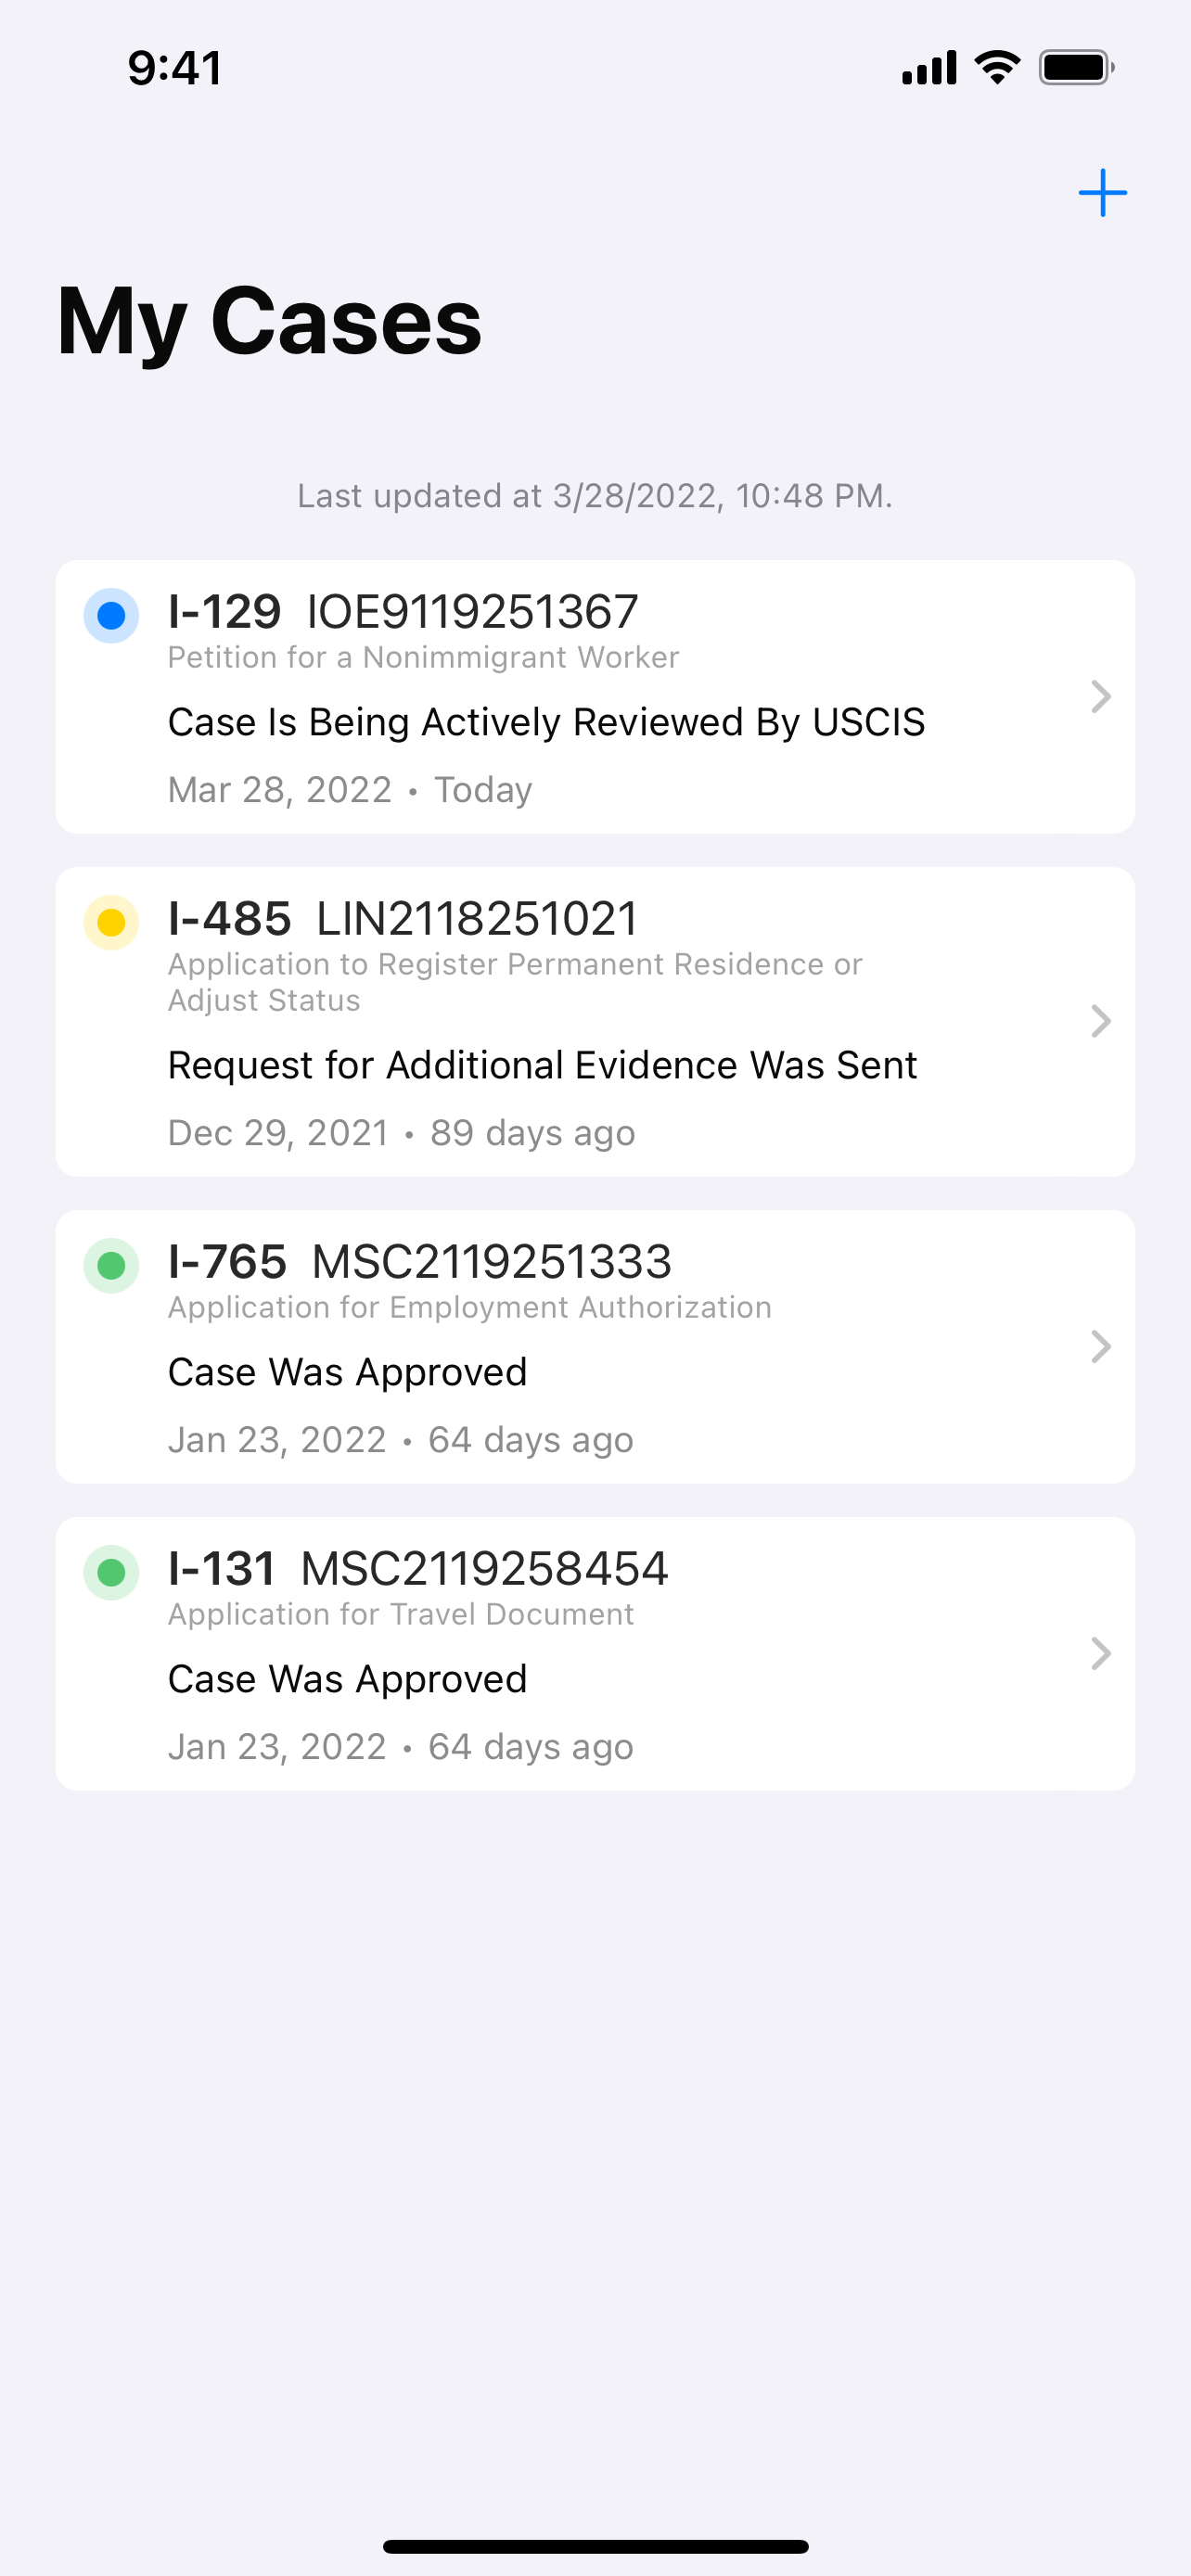 9:41
My Cases
Last updated at 3/28/2022, 10:48 PM.
I-129 IOE9119251367
Petition for a Nonimmigrant Worker
Case Is Being Actively Reviewed By USCIS
Mar 28, 2022 • Today
I-485 LIN2118251021
Application to Register Permanent Residence or
Adjust Status
Request for Additional Evidence Was Sent
Dec 29, 2021 • 89 days ago
I-765 MSC2119251333
Application for Employment Authorization
Case Was Approved
Jan 23, 2022 • 64 days ago
I-131 MSC2119258454
Application for Travel Document
Case Was Approved
Jan 23, 2022 • 64 days ago